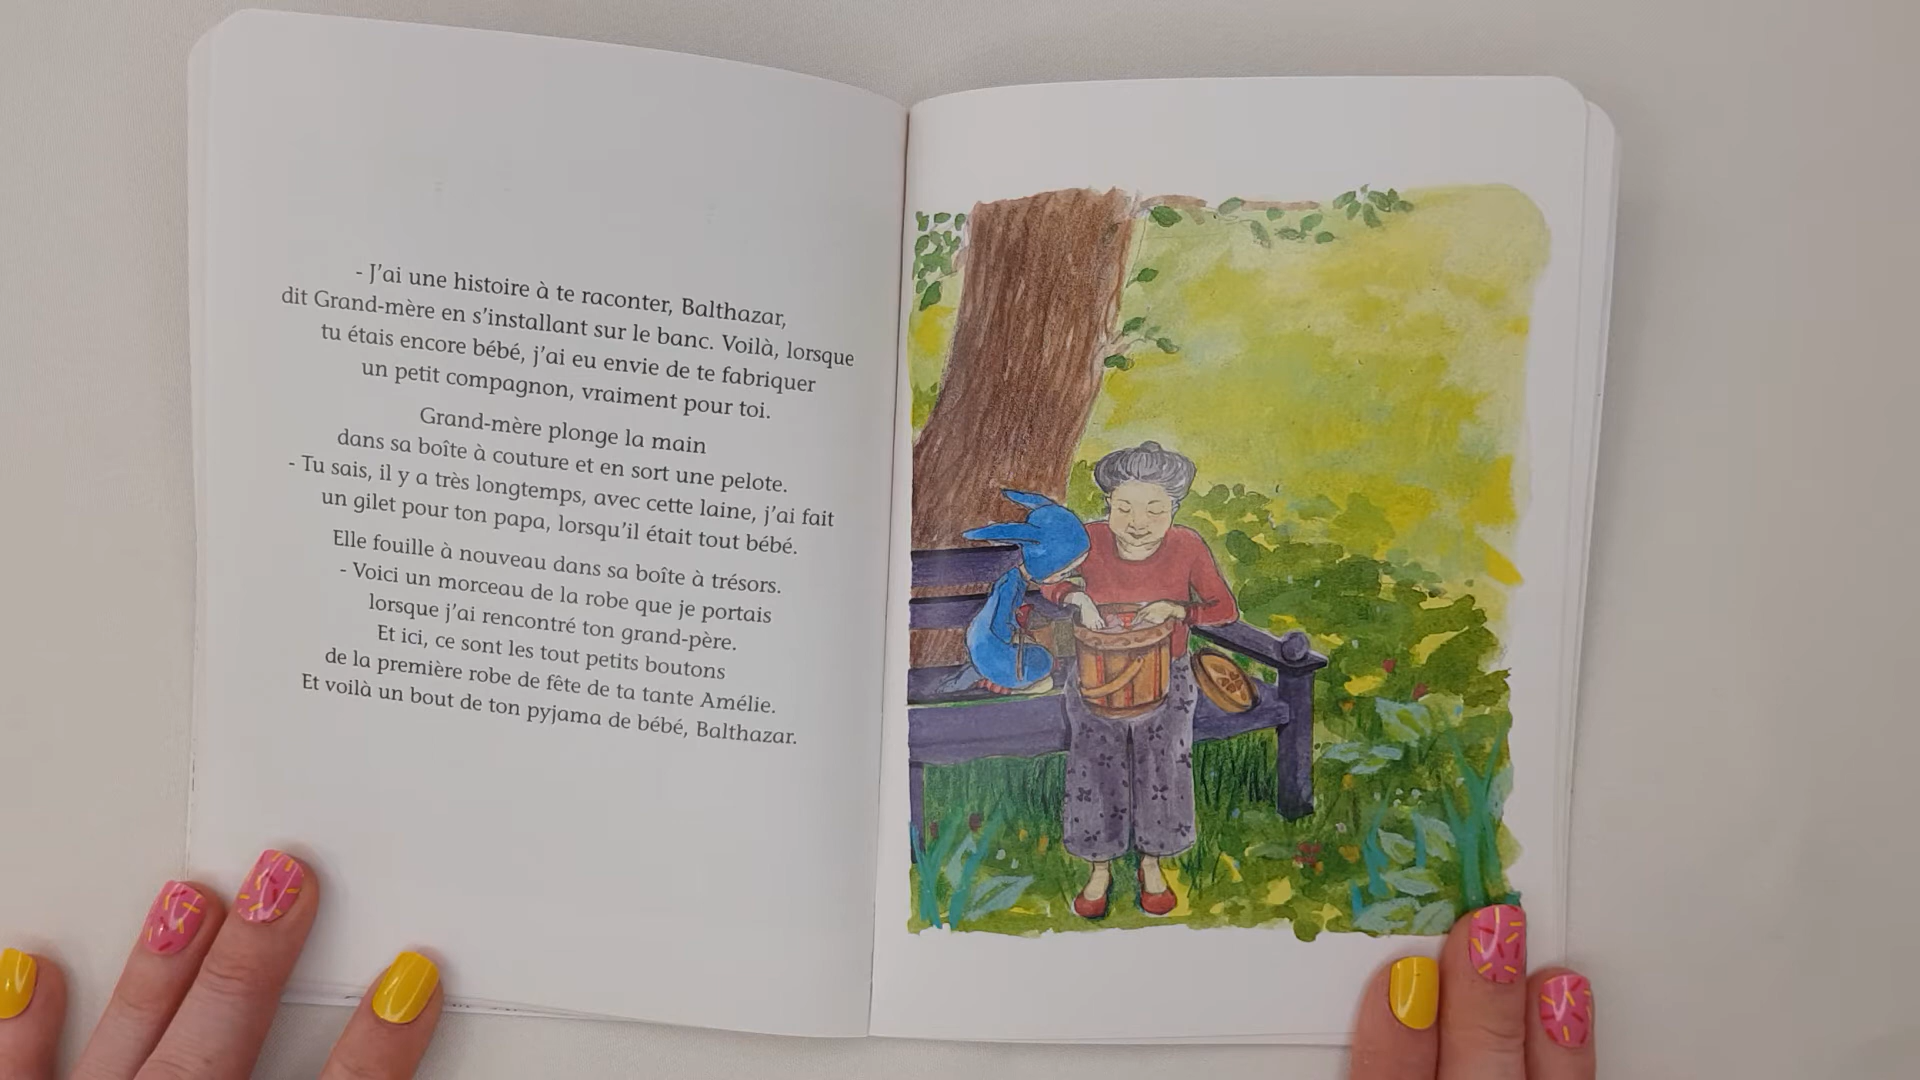 - J'ai une histoire à te raconter, Balthazar,
dit Grand-mère en s'installant sur le banc. Voilà, lorsque
tu étais encore bébé, j'ai eu envie de te fabriquer
un petit compagnon, vraiment pour toi.
Grand-mère plonge la main
dans sa boîte à couture et en sort une pelote.
- Tu sais, il y a très longtemps, avec cette laine, j'ai fait
un gilet pour ton papa, lorsqu'il était tout bébé.
Elle fouille à nouveau dans sa boîte à trésors.
- Voici un morceau de la robe que je portais
lorsque j'ai rencontré ton grand-père.
Et ici, ce sont les tout petits boutons
de la première robe de fête de ta tante Amélie.
Et voilà un bout de ton pyjama de bébé, Balthazar.